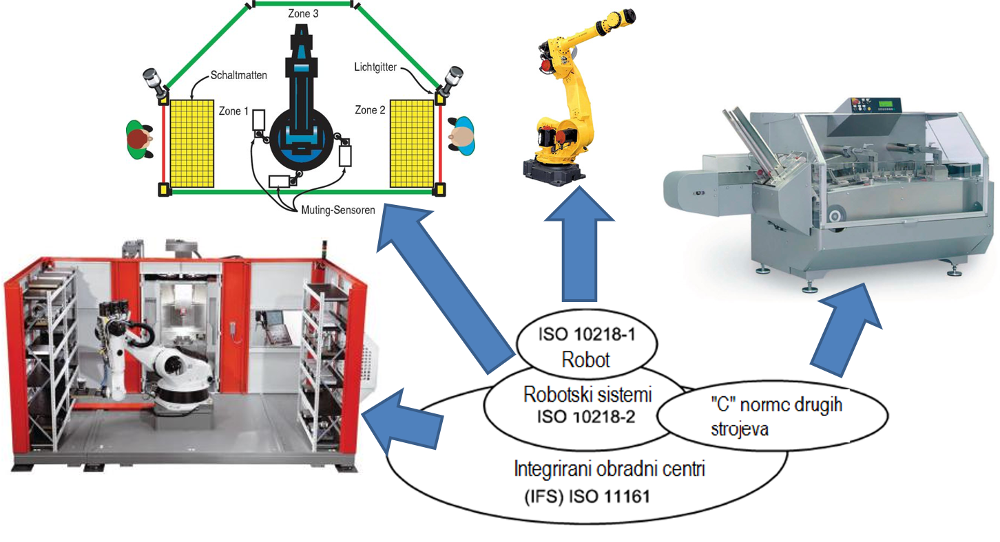 Zone 3
Schaltmatten
Lichtgitter
Zone 1
Zone 2
Muting-Sensoren
ISO 10218-1
Robot
Robotski sistemi
ISO 10218-2
"C" normc drugih
strojeva
Integrirani obradni centri
(IFS) ISO 11161